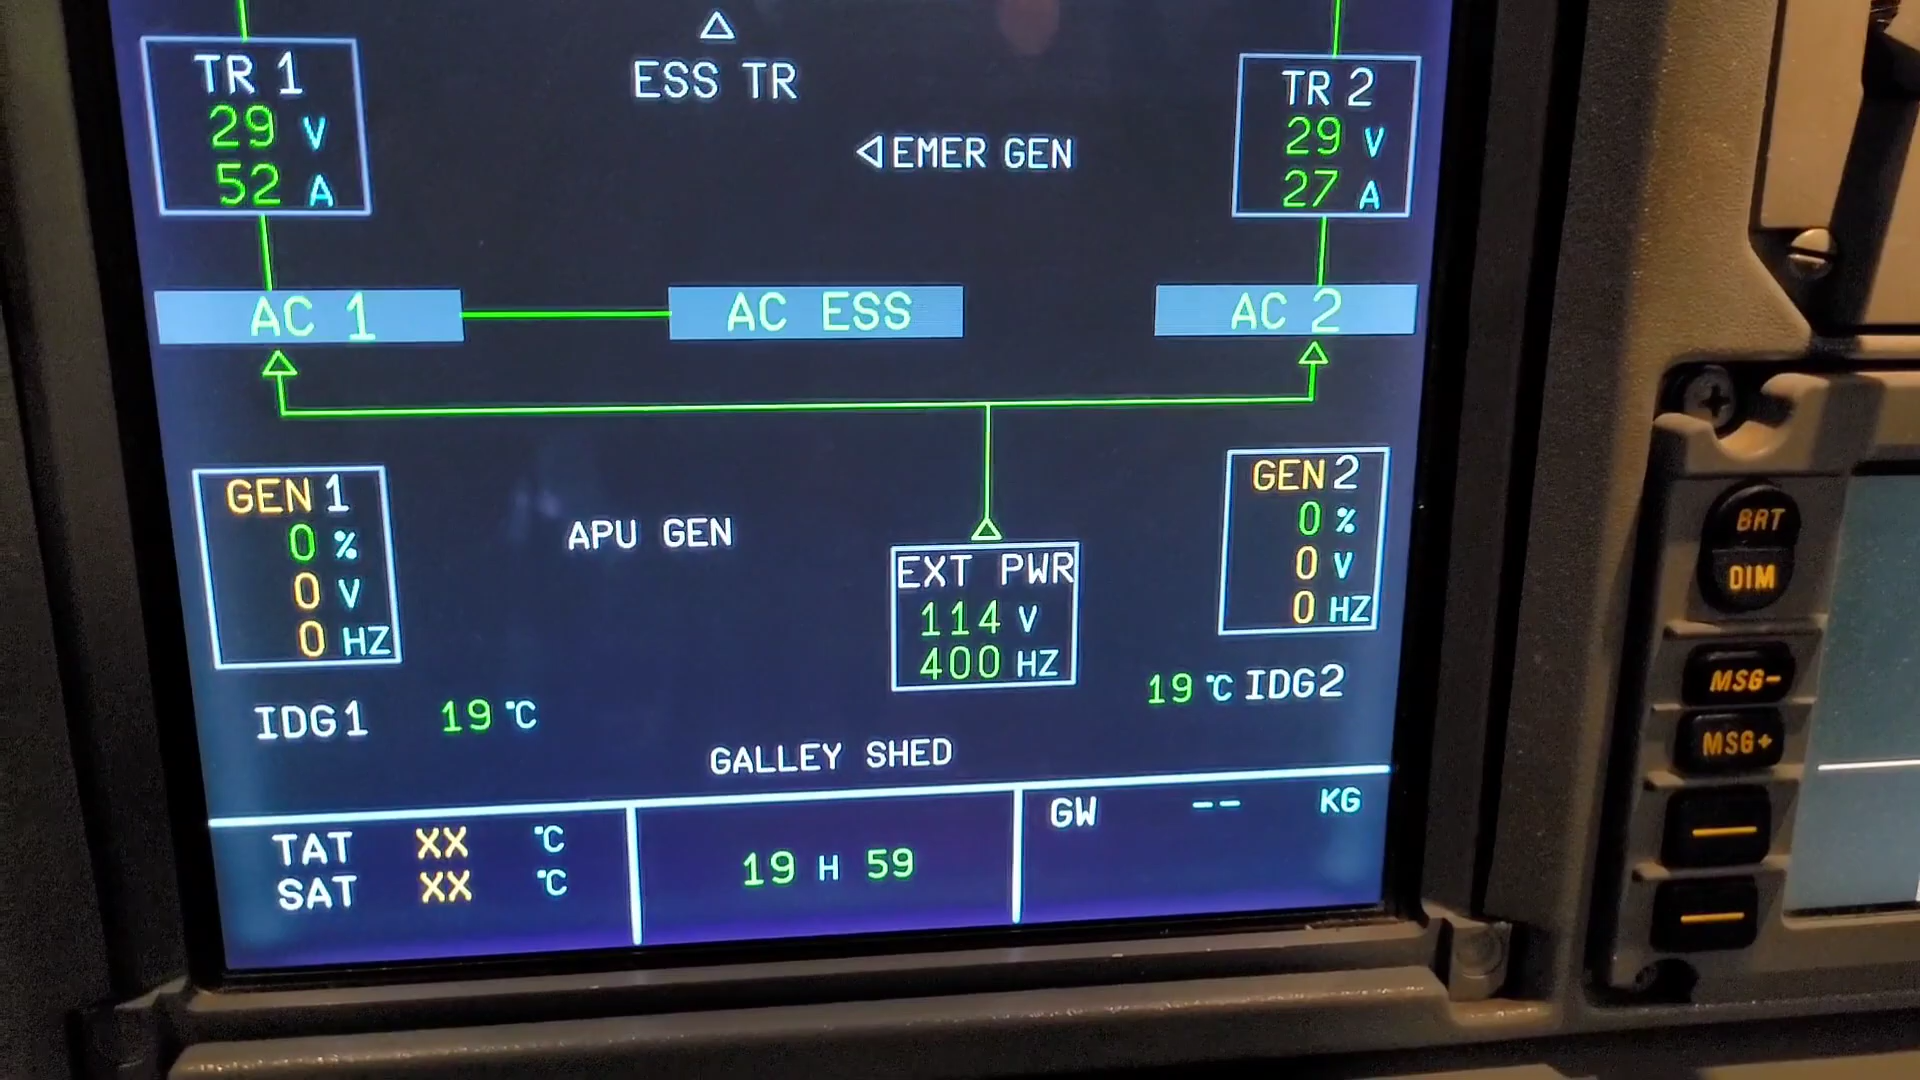 TR 1
29 V
52 A
ESS TR
EMER GEN
TR 2
29 V
27 A
AC 1
AC ESS
AC 2
GEN 1
0 %
0 V
0 HZ
APU GEN
EXT PWR
114 V
400 HZ
GEN 2
0 %
0 V
0 HZ
IDG1 19 °C
19 °C IDG2
GALLEY SHED
TAT XX °C
SAT XX °C
19 H 59
GW -- KG
BRT
DIM
MSG-
MSG+